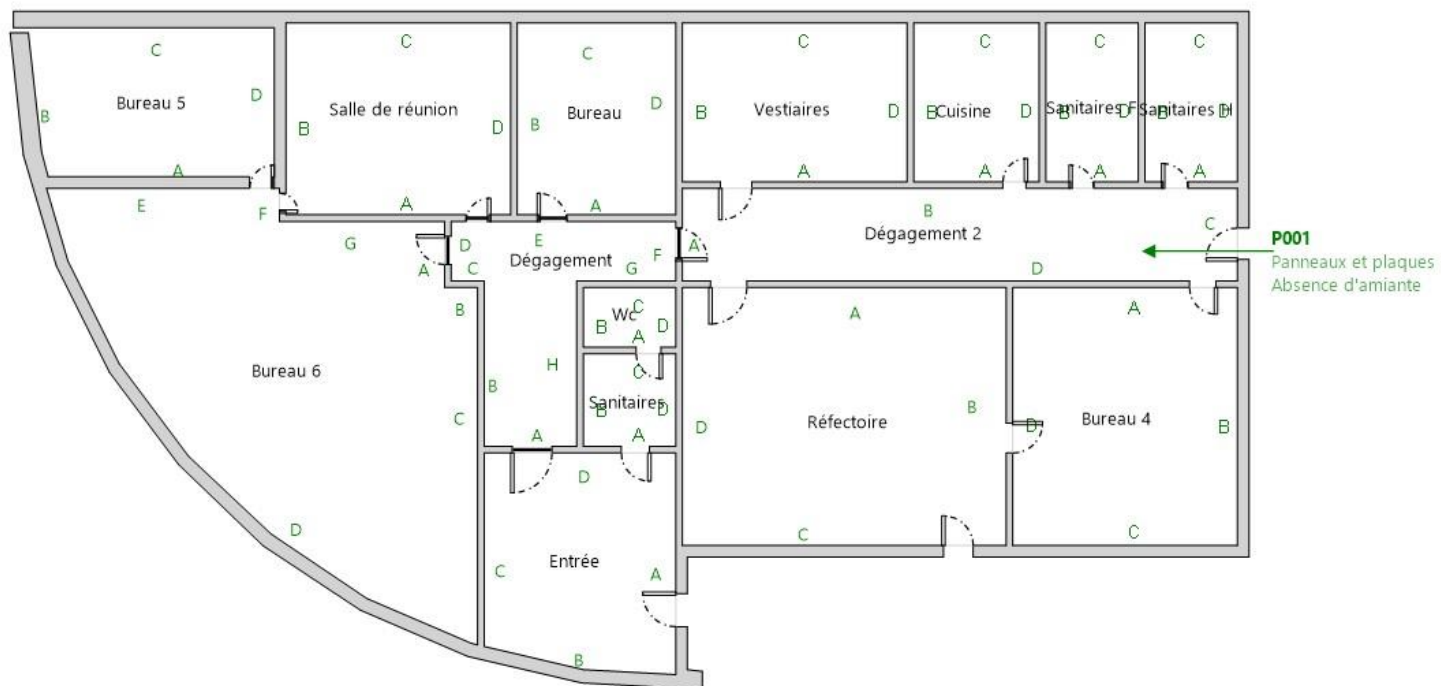 C
Bureau 5
B
D
A
C
Salle de réunion
B
D
A
C
Bureau
B
D
A
C
Vestiaires
B
D
A
C
Cuisine
B
D
A
C
Sanitaires F
B
D
A
C
Sanitaires H
B
D
A
E
F
G
A
B
Bureau 6
C
D
D
E
Dégagement
F
C
G
B
H
A
C
Wc
B
D
A
C
Sanitaires
B
D
A
D
Entrée
C
A
B
B
A
Dégagement 2
C
D
P001
Panneaux et plaques
Absence d'amiante
A
B
D
Réfectoire
C
A
D
Bureau 4
B
C